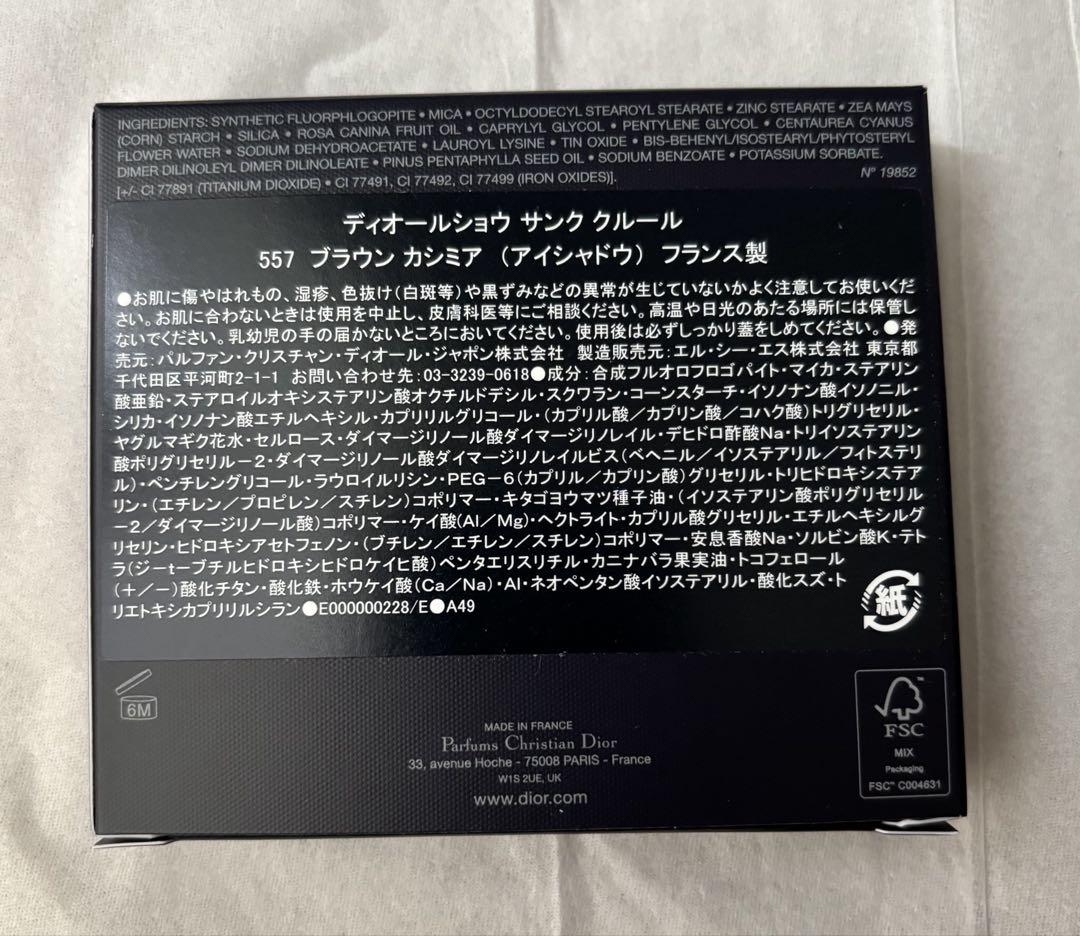 INGREDIENTS: SYNTHETIC FLUORPHLOGOPITE • MICA • OCTYLDODECYL STEAROYL STEARATE • ZINC STEARATE • ZEA MAYS
(CORN) STARCH • SILICA • ROSA CANINA FRUIT OIL • CAPRYLYL GLYCOL • PENTYLENE GLYCOL • CENTAUREA CYANUS
FLOWER WATER • SODIUM DEHYDROACETATE • LAUROYL LYSINE • TIN OXIDE • BIS-BEHENYL/ISOSTEARYL/PHYTOSTERYL
DIMER DILINOLEYL DIMER DILINOLEATE • PINUS PENTAPHYLLA SEED OIL • SODIUM BENZOATE • POTASSIUM SORBATE.
[+/- CI 77891 (TITANIUM DIOXIDE) • CI 77491, CI 77492, CI 77499 (IRON OXIDES)]. N° 19852
ディオールショウ サンク クルール
557 ブラウン カシミア （アイシャドウ） フランス製
●お肌に傷やはれもの、湿疹、色抜け(白斑等)や黒ずみなどの異常が生じていないかよく注意してお使いくだ
さい。お肌に合わないときは使用を中止し、皮膚科医等にご相談ください。高温や日光のあたる場所には保管し
ないでください。乳幼児の手の届かないところにおいてください。使用後は必ずしっかり蓋をしめてください。●発
売元：パルファン・クリスチャン・ディオール・ジャポン株式会社 製造販売元：エル・シー・エス株式会社 東京都
千代田区平河町2-1-1 お問い合わせ先：03-3239-0618●成分：合成フルオロフロゴパイト・マイカ・ステアリン
酸亜鉛・ステアロイルオキシステアリン酸オクチルドデシル・スクワラン・コーンスターチ・イソノナン酸イソノニル・
シリカ・イソノナン酸エチルヘキシル・カプリリルグリコール・(カプリル酸／カプリン酸／コハク酸)トリグリセリル・
ヤグルマギク花水・セルロース・ダイマージリノール酸ダイマージリノレイル・デヒドロ酢酸Na・トリイソステアリン
酸ポリグリセリル－2・ダイマージリノール酸ダイマージリノレイルビス(ベヘニル／イソステアリル／フィトステリ
ル)・ペンチレングリコール・ラウロイルリシン・PEG－6(カプリル／カプリン酸)グリセリル・トリヒドロキシステア
リン・(エチレン／プロピレン／スチレン)コポリマー・キタゴヨウマツ種子油・(イソステアリン酸ポリグリセリル
－2／ダイマージリノール酸)コポリマー・ケイ酸(Al／Mg)・ヘクトライト・カプリル酸グリセリル・エチルヘキシルグ
リセリン・ヒドロキシアセトフェノン・(ブチレン／エチレン／スチレン)コポリマー・安息香酸Na・ソルビン酸K・テト
ラ(ジーt－ブチルヒドロキシヒドロケイヒ酸)ペンタエリスリチル・カニナバラ果実油・トコフェロール
(＋／－)酸化チタン・酸化鉄・ホウケイ酸(Ca／Na)・Al・ネオペンタン酸イソステアリル・酸化スズ・ト
リエトキシカプリリルシラン●E000000228/E●A49
紙
6M
MADE IN FRANCE
Parfums Christian Dior
33, avenue Hoche - 75008 PARIS - France
W1S 2UE, UK
www.dior.com
FSC
MIX
Packaging
FSC™ C004631